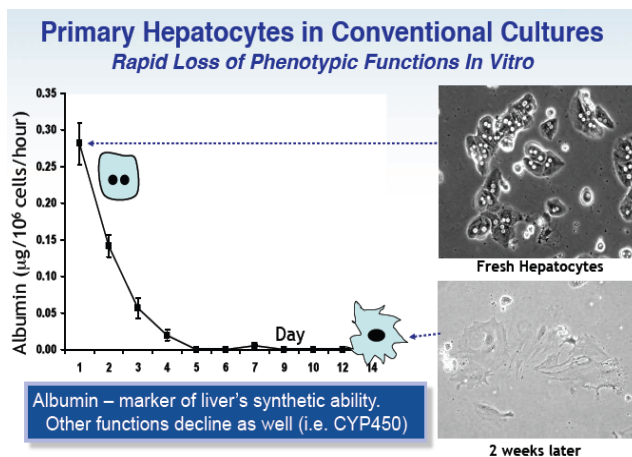 Primary Hepatocytes in Conventional Cultures
Rapid Loss of Phenotypic Functions In Vitro
Albumin (μg/10⁶ cells/hour)
0.35
0.30
0.25
0.20
0.15
0.10
0.05
0.00
1 2 3 4 5 6 7 9 10 12 14
Day
Fresh Hepatocytes
2 weeks later
Albumin – marker of liver's synthetic ability.
Other functions decline as well (i.e. CYP450)